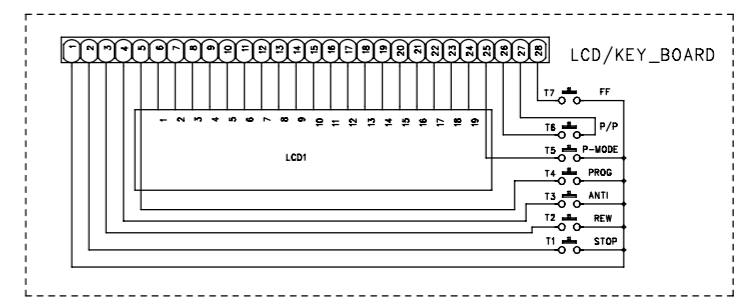 1 2 3 4 5 6 7 8 9 10 11 12 13 14 15 16 17 18 19 20 21 22 23 24 25 26 27 28
LCD/KEY_BOARD
T7 FF
1 2 3 4 5 6 7 8 9 10 11 12 13 14 15 16 17 18 19
T6 P/P
LCD1
T5 P-MODE
T4 PROG
T3 ANTI
T2 REW
T1 STOP